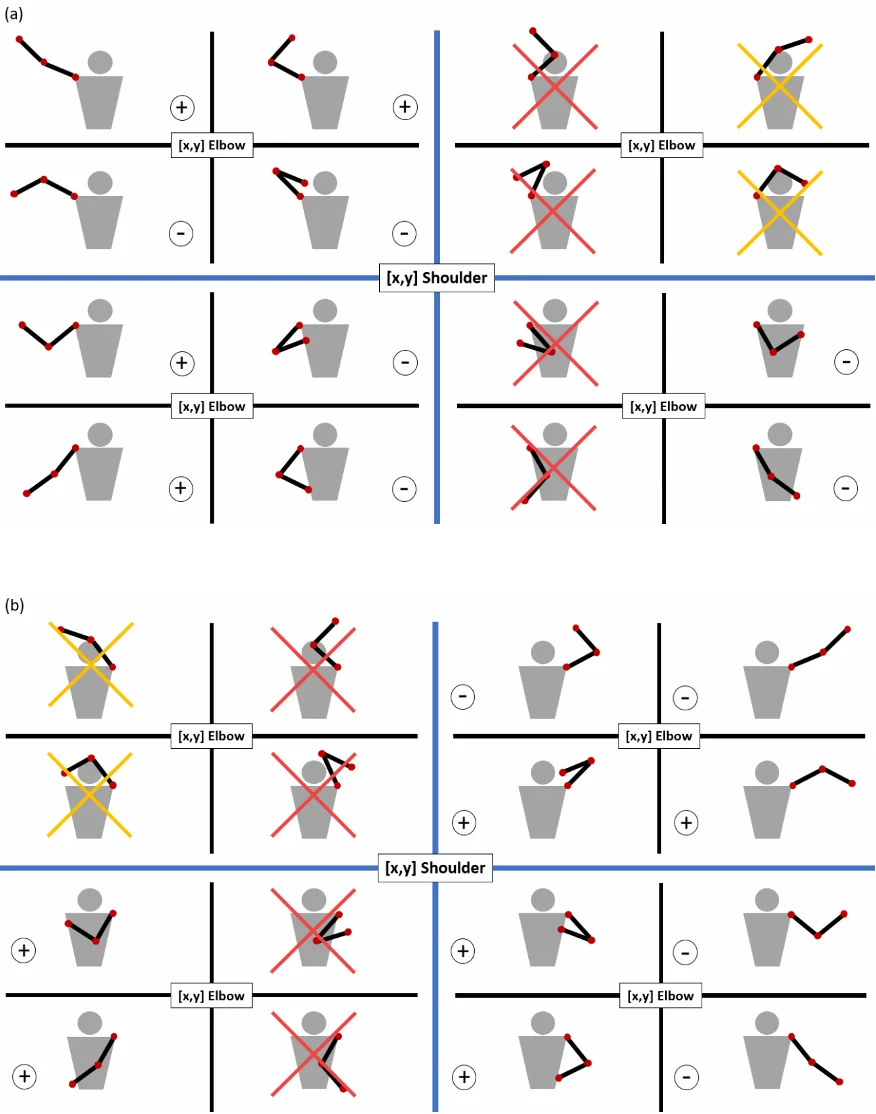 (a)
+
+
[x,y] Elbow
[x,y] Elbow
-
-
[x,y] Shoulder
+
-
-
[x,y] Elbow
[x,y] Elbow
+
-
-
(b)
-
-
[x,y] Elbow
[x,y] Elbow
+
+
[x,y] Shoulder
+
+
-
[x,y] Elbow
[x,y] Elbow
+
+
-